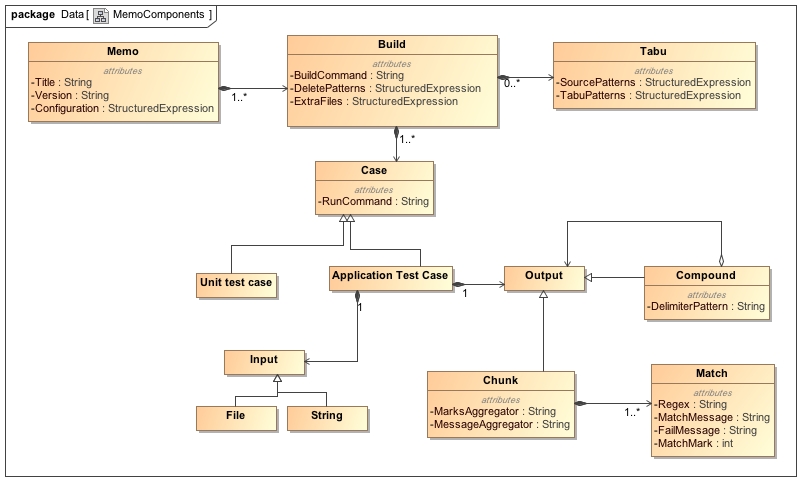 package Data[ MemoComponents ]
Memo
attributes
-Title : String
-Version : String
-Configuration : StructuredExpression
1..*
Build
attributes
-BuildCommand : String
-DeletePatterns : StructuredExpression
-ExtraFiles : StructuredExpression
0..*
Tabu
attributes
-SourcePatterns : StructuredExpression
-TabuPatterns : StructuredExpression
1..*
Case
attributes
-RunCommand : String
Unit test case
Application Test Case
1
1
Output
Compound
attributes
-DelimiterPattern : String
Input
File
String
Chunk
attributes
-MarksAggregator : String
-MessageAggregator : String
1..*
Match
attributes
-Regex : String
-MatchMessage : String
-FailMessage : String
-MatchMark : int